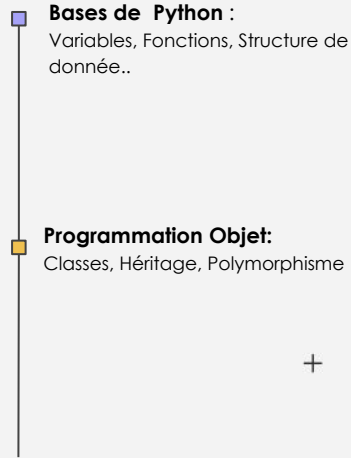 Bases de Python :
Variables, Fonctions, Structure de
donnée..
Programmation Objet:
Classes, Héritage, Polymorphisme